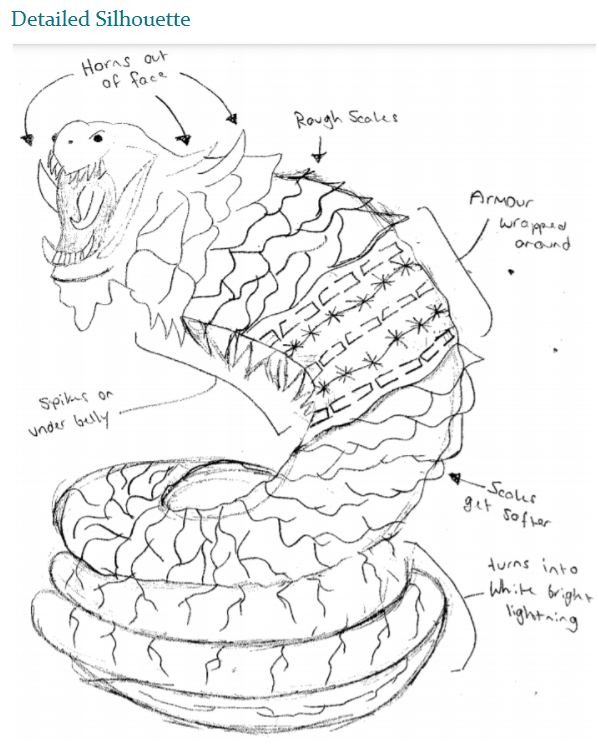 Detailed Silhouette
Horns out
of face
Rough Scales
Armour
wrapped
around
Spikes on
under belly
Scales
get softer
turns into
white bright
lightning